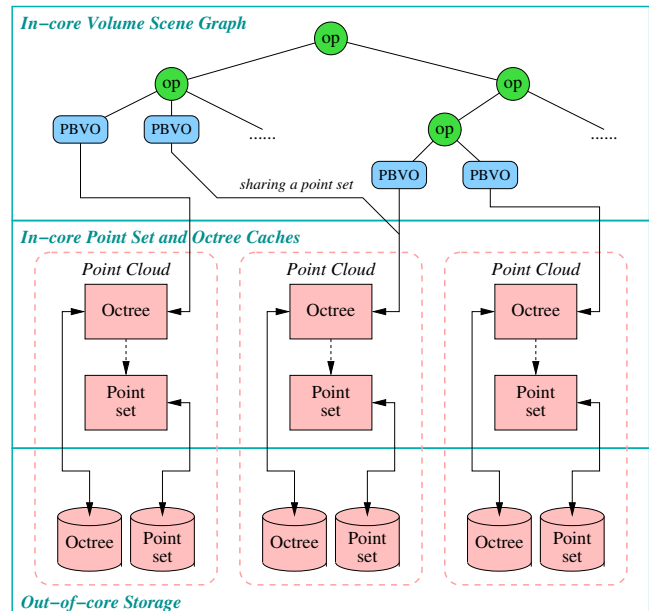 In-core Volume Scene Graph
op
op
op
op
PBVO
PBVO
......
......
PBVO
PBVO
sharing a point set
In-core Point Set and Octree Caches
Point Cloud
Point Cloud
Point Cloud
Octree
Octree
Octree
Point
set
Point
set
Point
set
Octree
Point
set
Octree
Point
set
Octree
Point
set
Out-of-core Storage